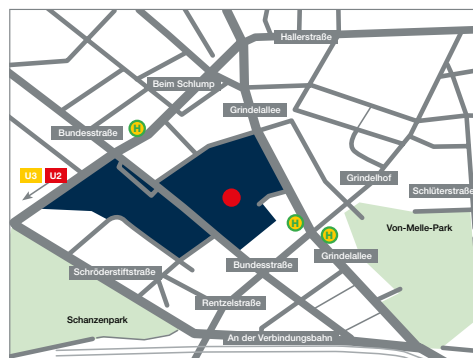 Hallerstraße
Beim Schlump
Grindelallee
H
Bundesstraße
U3
U2
Grindelhof
Schlüterstraße
H
H
Von-Melle-Park
Grindelallee
Bundesstraße
Schröderstiftstraße
Rentzelstraße
Schanzenpark
An der Verbindungsbahn